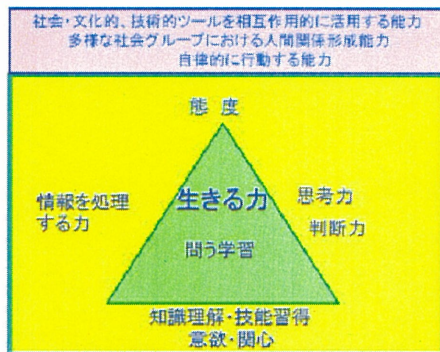 社会・文化的、技術的ツールを相互作用的に活用する能力
多様な社会グループにおける人間関係形成能力
自律的に行動する能力
態度
情報を処理
する力
生きる力
思考力
判断力
問う学習
知識理解・技能習得
意欲・関心